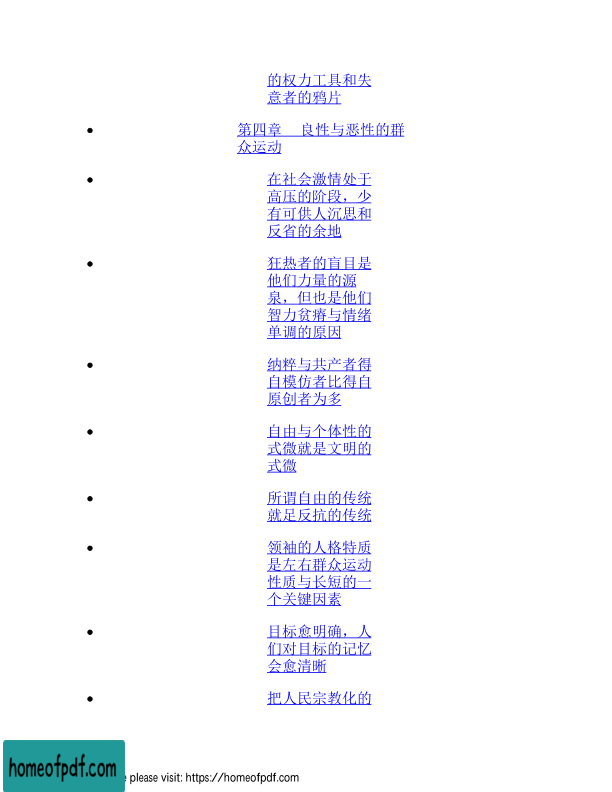 的权力工具和失
意者的鸦片
第四章 良性与恶性的群
众运动
在社会激情处于
高压的阶段，少
有可供人沉思和
反省的余地
狂热者的盲目是
他们力量的源
泉，但也是他们
智力贫瘠与情绪
单调的原因
纳粹与共产者得
自模仿者比得自
原创者为多
自由与个体性的
式微就是文明的
式微
所谓自由的传统
就足反抗的传统
领袖的人格特质
是左右群众运动
性质与长短的一
个关键因素
目标愈明确，人
们对目标的记忆
会愈清晰
把人民宗教化的
homeofpdf.com
e please visit: https://homeofpdf.com